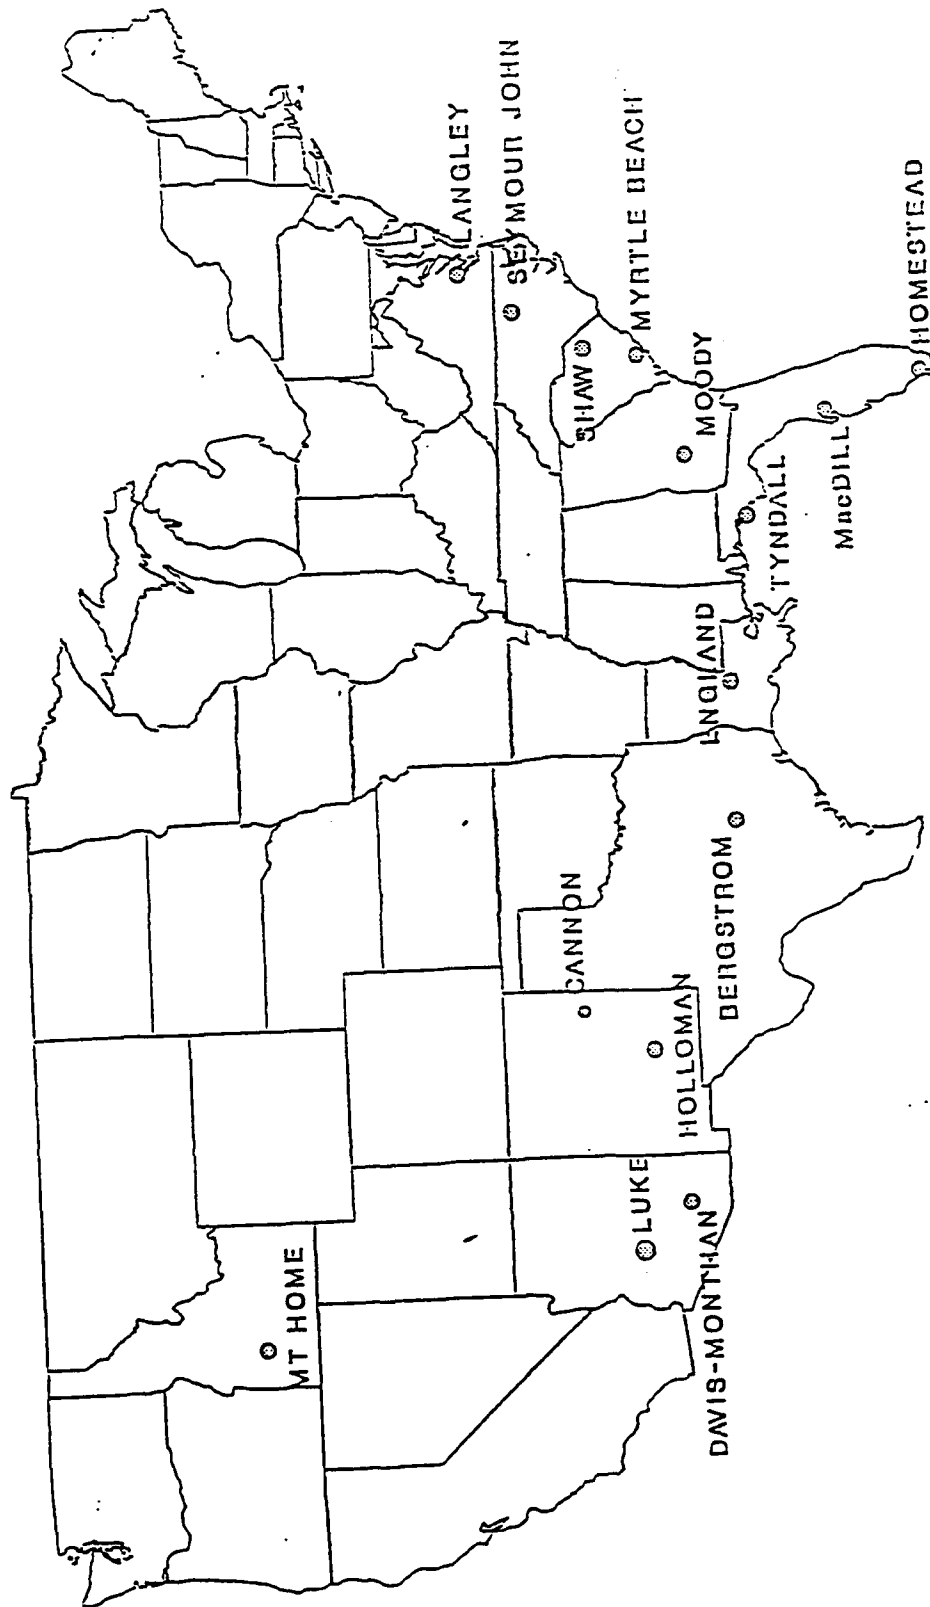 LANGLEY
SEYMOUR JOHN
MYRTLE BEACH
SHAW
MOODY
HOMESTEAD
MacDILL
TYNDALL
ENGLAND
BERGSTROM
CANNON
HOLLOMAN
LUKE
DAVIS-MONTHAN
MT HOME